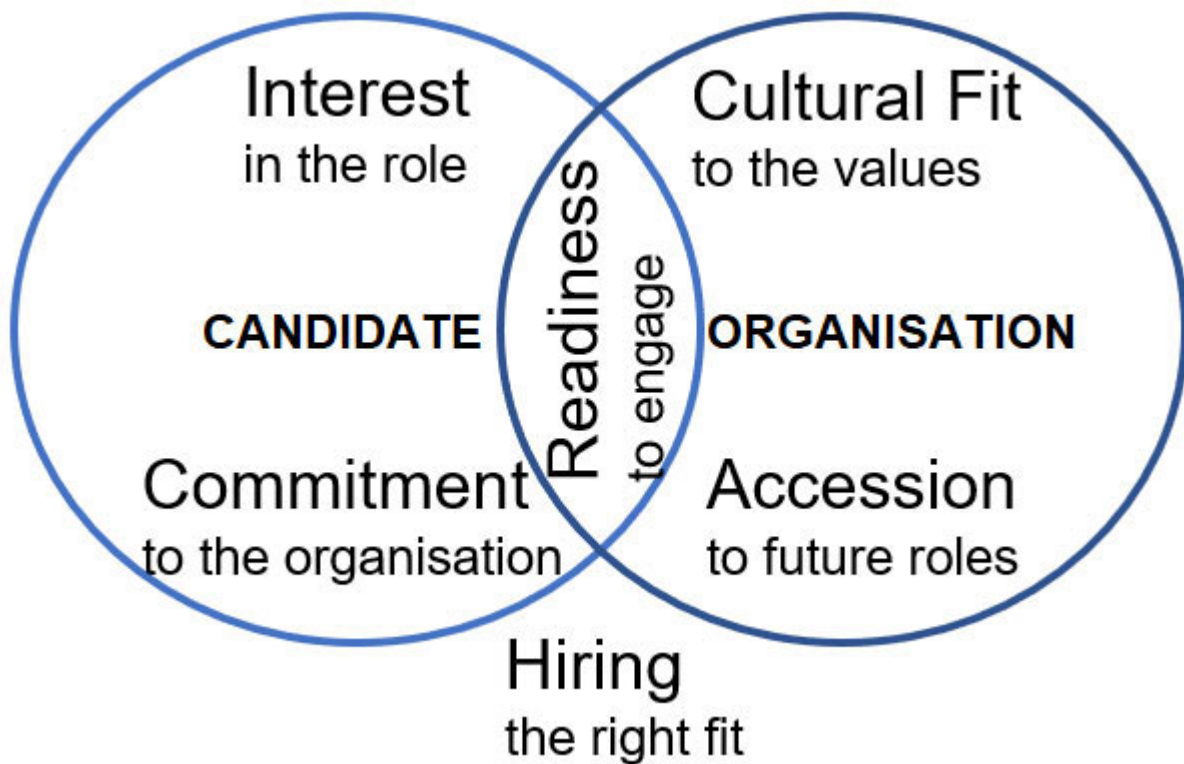 Interest
in the role
CANDIDATE
Commitment
to the organisation
Readiness
to engage
Cultural Fit
to the values
ORGANISATION
Accession
to future roles
Hiring
the right fit